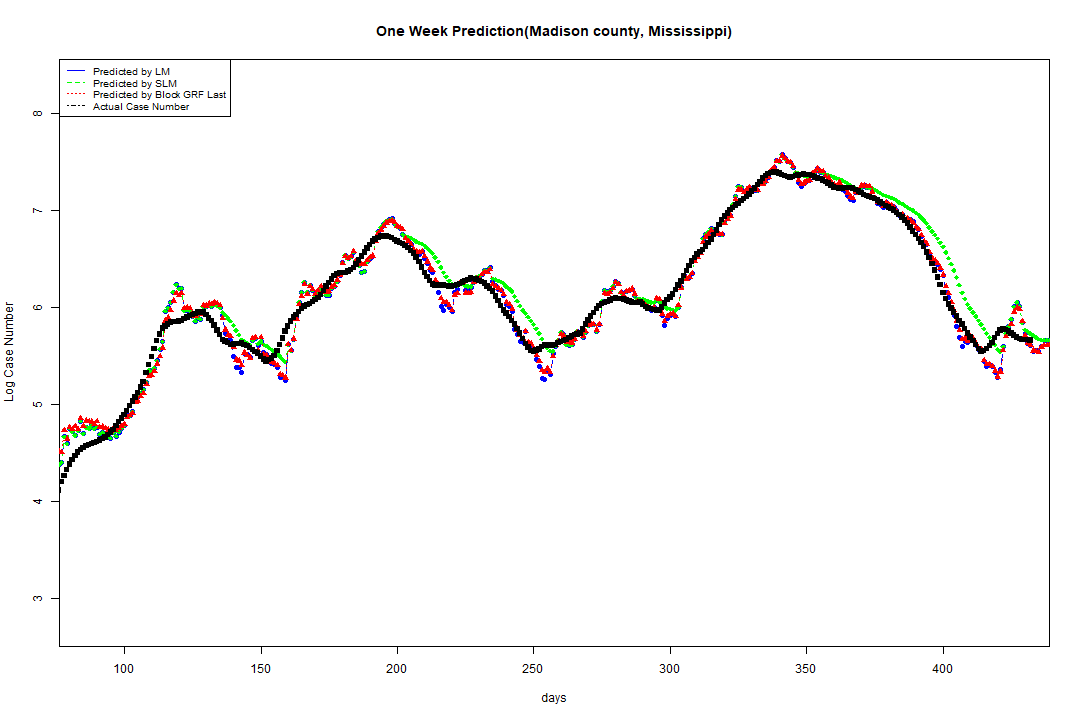 One Week Prediction(Madison county, Mississippi)
Predicted by LM
Predicted by SLM
Predicted by Block GRF Last
Actual Case Number
8
7
6
5
4
3
Log Case Number
100 150 200 250 300 350 400
days